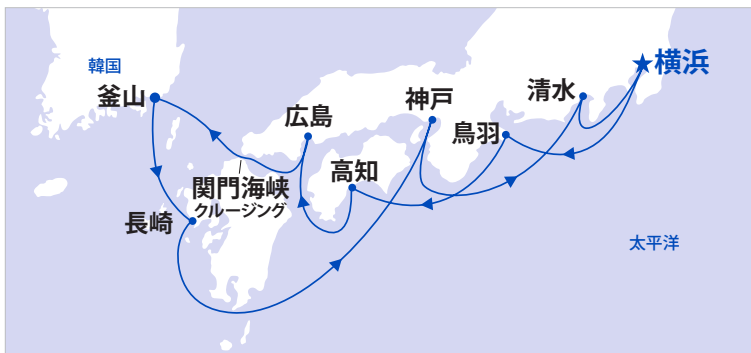 韓国
釜山
広島
神戸
清水
★横浜
鳥羽
高知
関門海峡
クルージング
長崎
太平洋